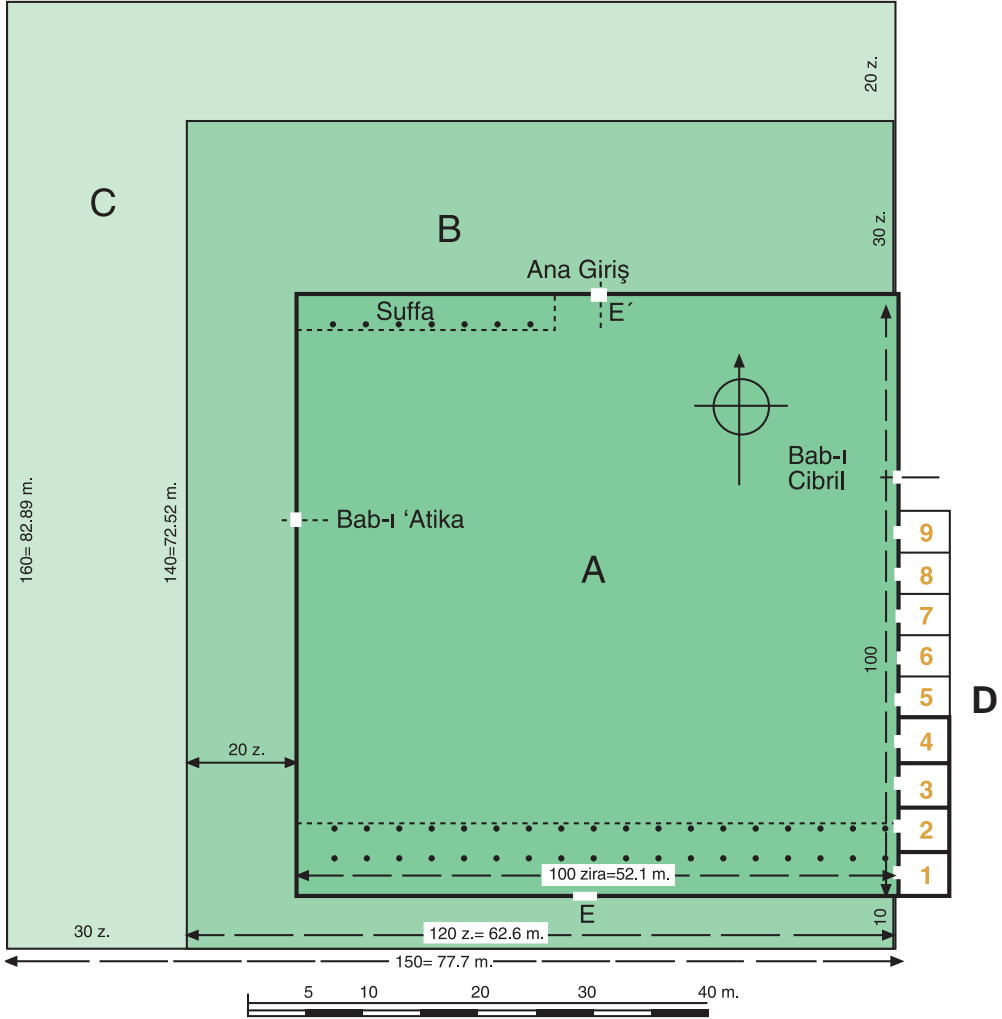 20 z.
C
B
30 z.
Ana Giriş
Suffa
E´
Bab-ı
Cibril
160= 82.89 m.
140=72.52 m.
Bab-ı ‘Atika
A
9
8
7
6
5
4
3
2
1
D
100
20 z.
100 zira=52.1 m.
E
10
30 z.
120 z.= 62.6 m.
150= 77.7 m.
5 10 20 30 40 m.